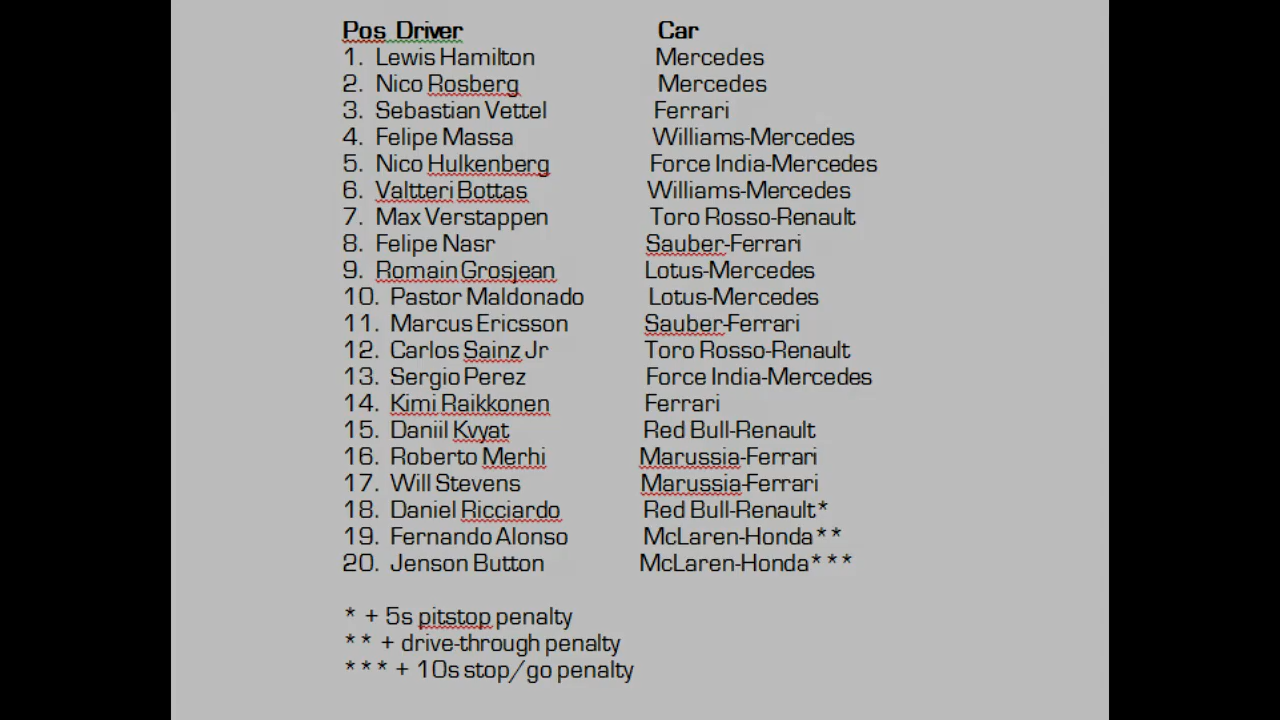 Pos Driver Car
1. Lewis Hamilton Mercedes
2. Nico Rosberg Mercedes
3. Sebastian Vettel Ferrari
4. Felipe Massa Williams-Mercedes
5. Nico Hulkenberg Force India-Mercedes
6. Valtteri Bottas Williams-Mercedes
7. Max Verstappen Toro Rosso-Renault
8. Felipe Nasr Sauber-Ferrari
9. Romain Grosjean Lotus-Mercedes
10. Pastor Maldonado Lotus-Mercedes
11. Marcus Ericsson Sauber-Ferrari
12. Carlos Sainz Jr Toro Rosso-Renault
13. Sergio Perez Force India-Mercedes
14. Kimi Raikkonen Ferrari
15. Daniil Kvyat Red Bull-Renault
16. Roberto Merhi Marussia-Ferrari
17. Will Stevens Marussia-Ferrari
18. Daniel Ricciardo Red Bull-Renault*
19. Fernando Alonso McLaren-Honda**
20. Jenson Button McLaren-Honda***
* + 5s pitstop penalty
** + drive-through penalty
*** + 10s stop/go penalty